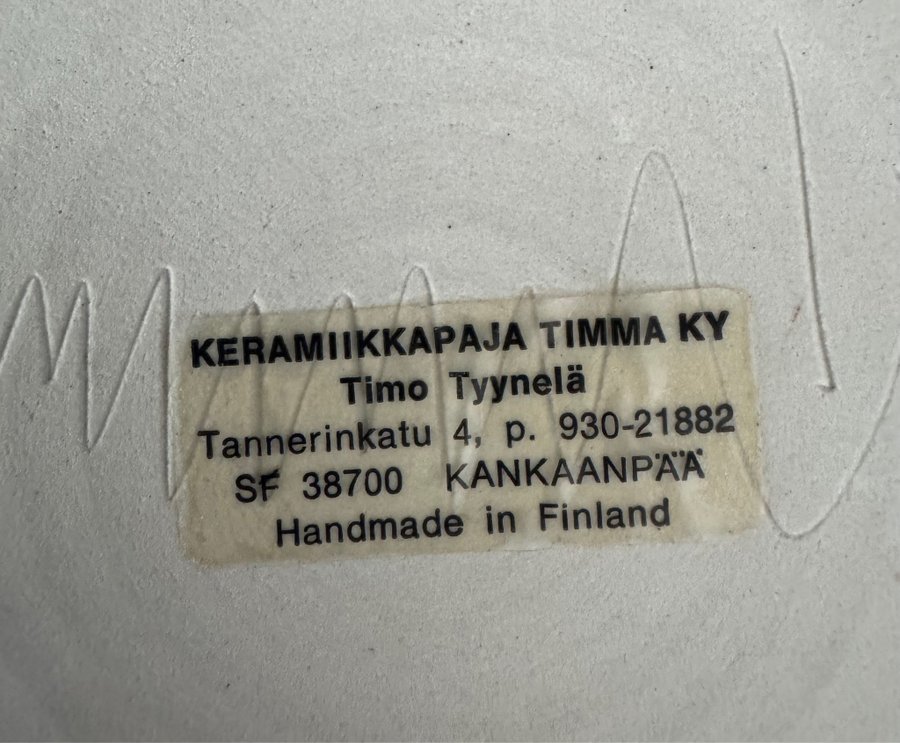 KERAMIIKKAPAJA TIMMA KY
Timo Tyynelä
Tannerinkatu 4, p. 930-21882
SF 38700 KANKAANPÄÄ
Handmade in Finland